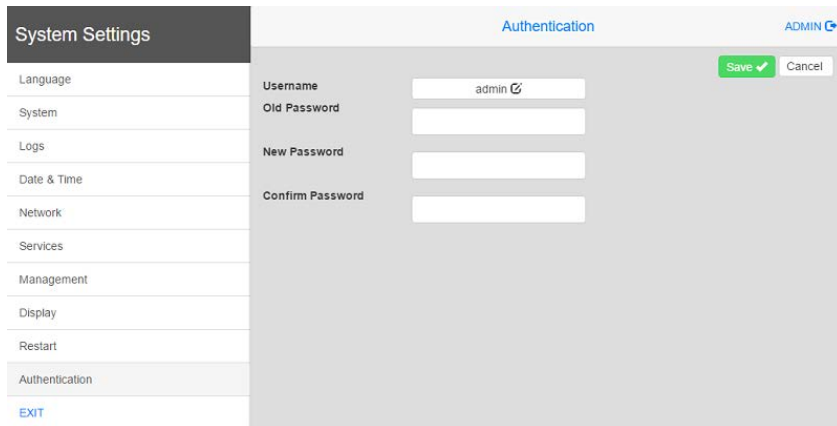 System Settings
Language
System
Logs
Date & Time
Network
Services
Management
Display
Restart
Authentication
EXIT
Authentication
ADMIN
Save
Cancel
Username
admin
Old Password
New Password
Confirm Password